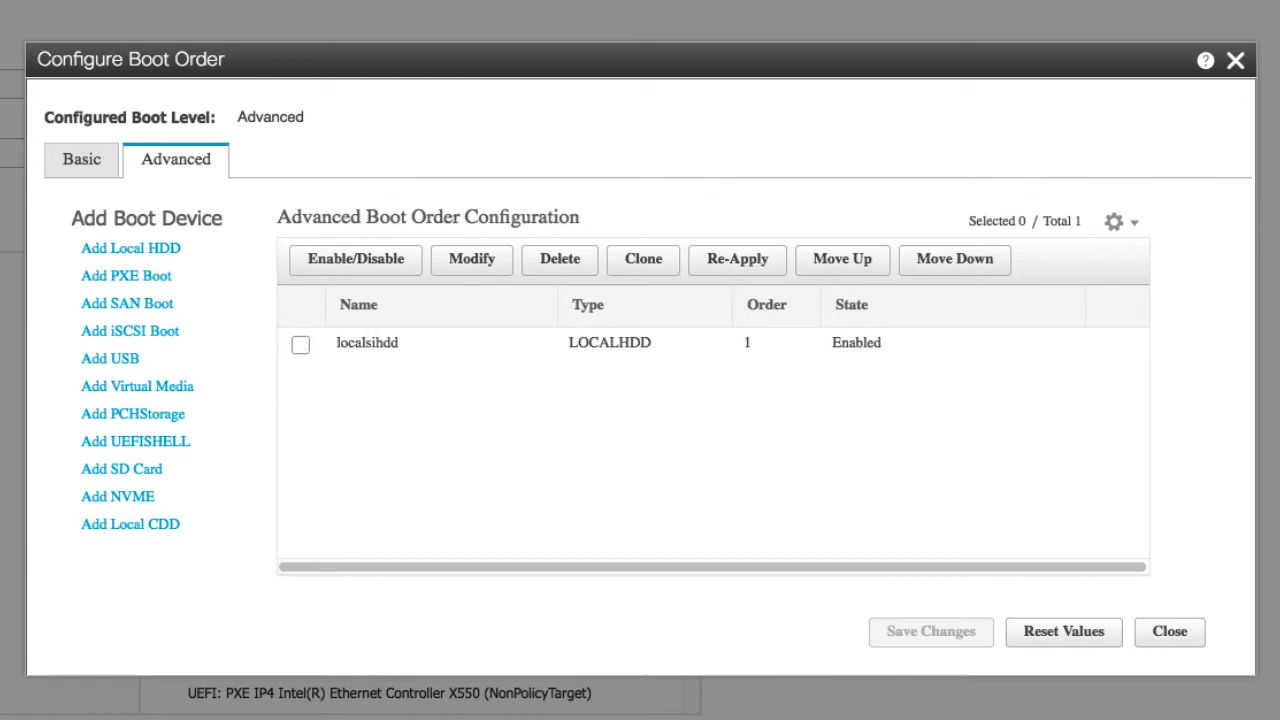 Configure Boot Order
Configured Boot Level: Advanced
Basic
Advanced
Add Boot Device
Add Local HDD
Add PXE Boot
Add SAN Boot
Add iSCSI Boot
Add USB
Add Virtual Media
Add PCHStorage
Add UEFISHELL
Add SD Card
Add NVME
Add Local CDD
Advanced Boot Order Configuration
Selected 0 / Total 1
Enable/Disable Modify Delete Clone Re-Apply Move Up Move Down
Name Type Order State
localsihdd LOCALHDD 1 Enabled
Save Changes Reset Values Close
UEFI: PXE IP4 Intel(R) Ethernet Controller X550 (NonPolicyTarget)